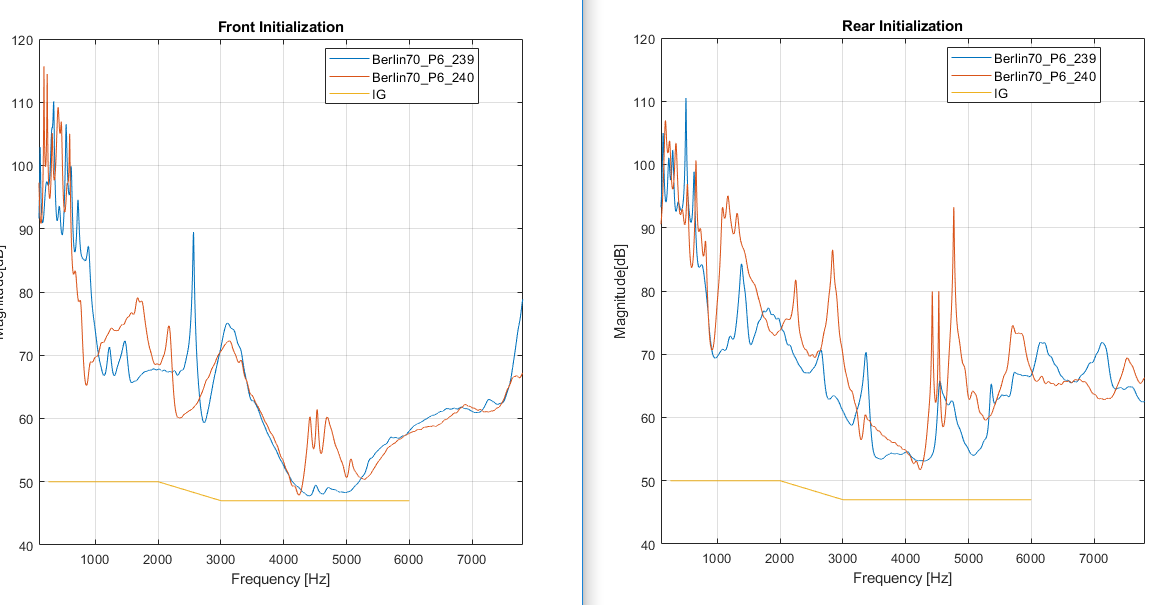 Front Initialization
120
110
100
90
80
70
60
50
40
Magnitude[dB]
1000 2000 3000 4000 5000 6000 7000
Frequency [Hz]
Berlin70_P6_239
Berlin70_P6_240
IG
Rear Initialization
120
110
100
90
80
70
60
50
40
Magnitude[dB]
1000 2000 3000 4000 5000 6000 7000
Frequency [Hz]
Berlin70_P6_239
Berlin70_P6_240
IG